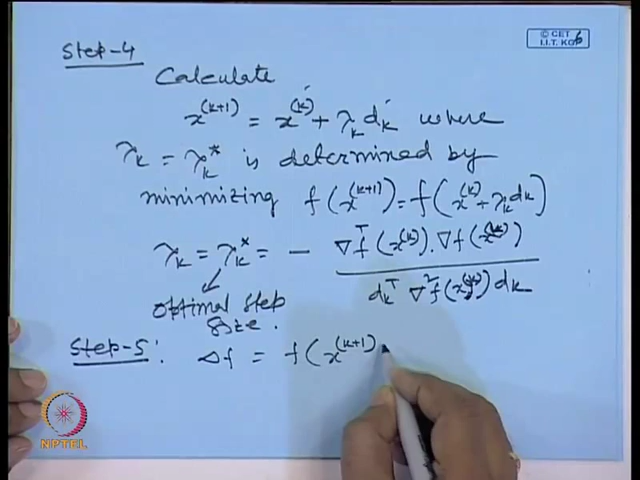 © CET
I.I.T. KGP
Step-4
Calculate
x^(k+1) = x^(k) + λ_k d_k where
λ_k = λ_k^* is determined by
minimizing f(x^(k+1)) = f(x^(k) + λ_k d_k)
λ_k = λ_k^* = − ∇^T f(x^(k)) . ∇f(x^(k)) / d_k^T ∇^2 f(x^(k)) d_k
optimal step
size.
Step-5: Δf = f(x^(k+1)
NPTEL